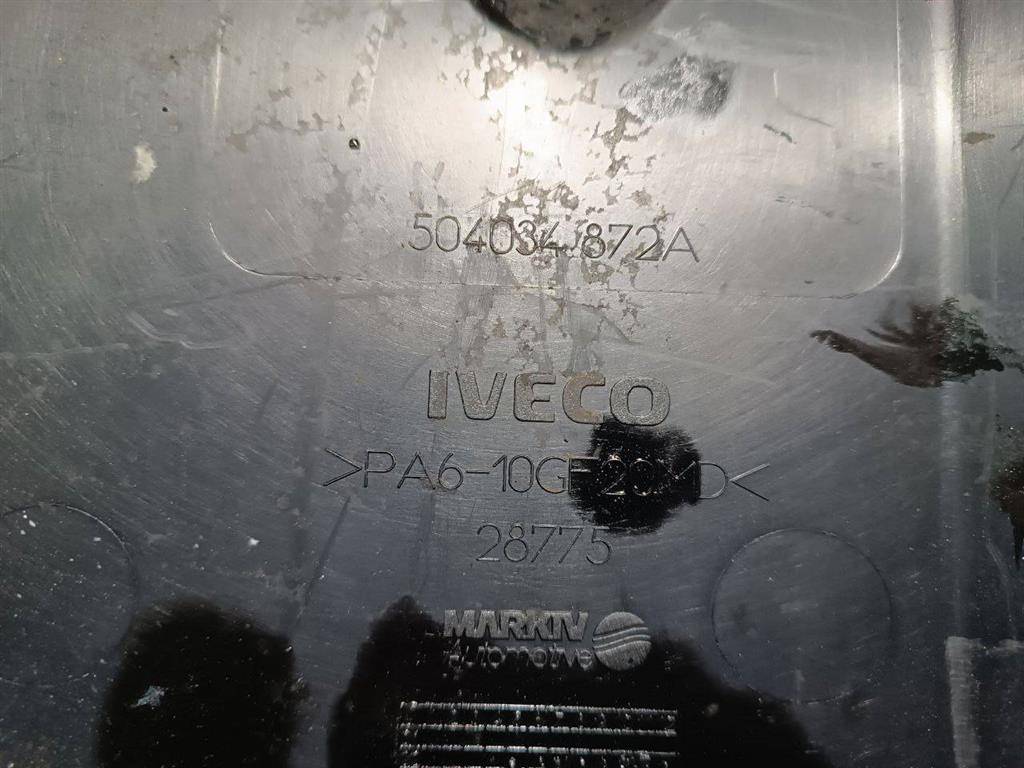 504034872A
IVECO
>PA6-10GF20MD<
28775
MARKIV
Automotive